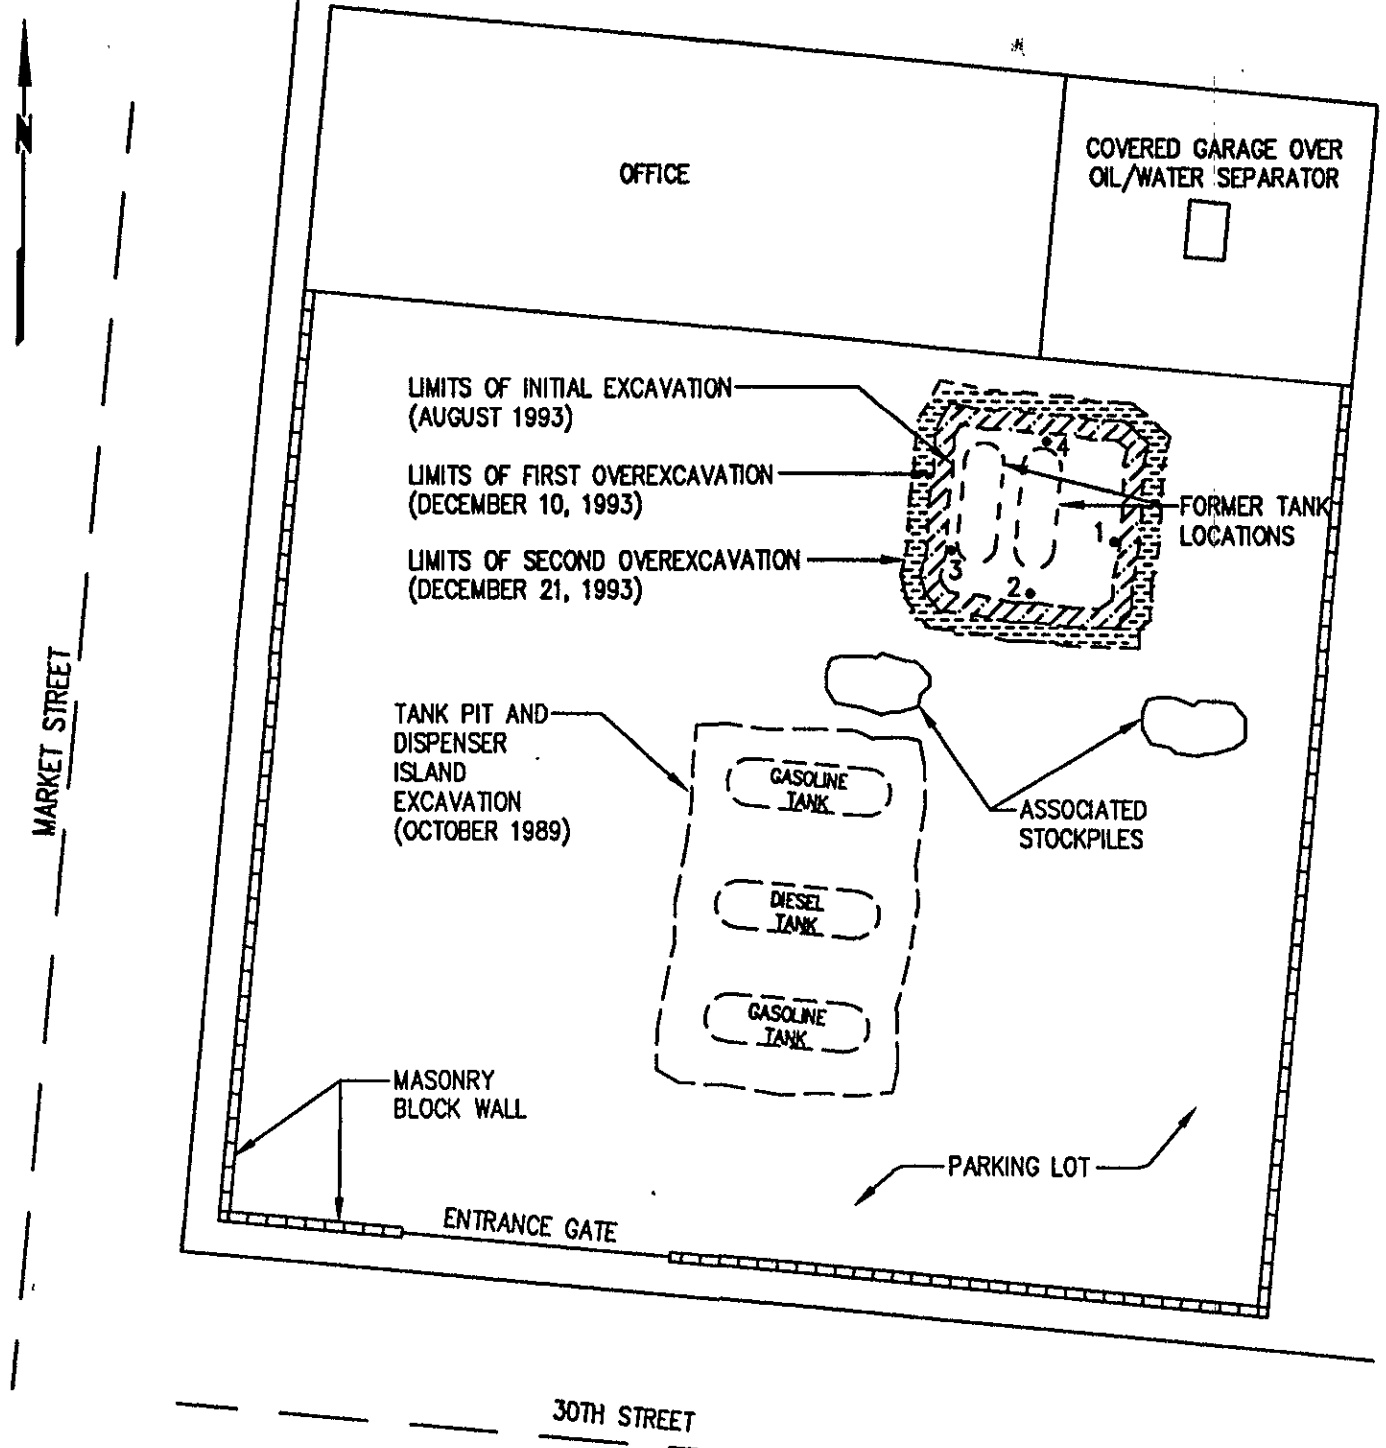 N
OFFICE
COVERED GARAGE OVER
OIL/WATER SEPARATOR
LIMITS OF INITIAL EXCAVATION
(AUGUST 1993)
LIMITS OF FIRST OVEREXCAVATION
(DECEMBER 10, 1993)
LIMITS OF SECOND OVEREXCAVATION
(DECEMBER 21, 1993)
4
1
3
2
FORMER TANK
LOCATIONS
MARKET STREET
TANK PIT AND
DISPENSER
ISLAND
EXCAVATION
(OCTOBER 1989)
GASOLINE
TANK
DIESEL
TANK
GASOLINE
TANK
ASSOCIATED
STOCKPILES
MASONRY
BLOCK WALL
PARKING LOT
ENTRANCE GATE
30TH STREET